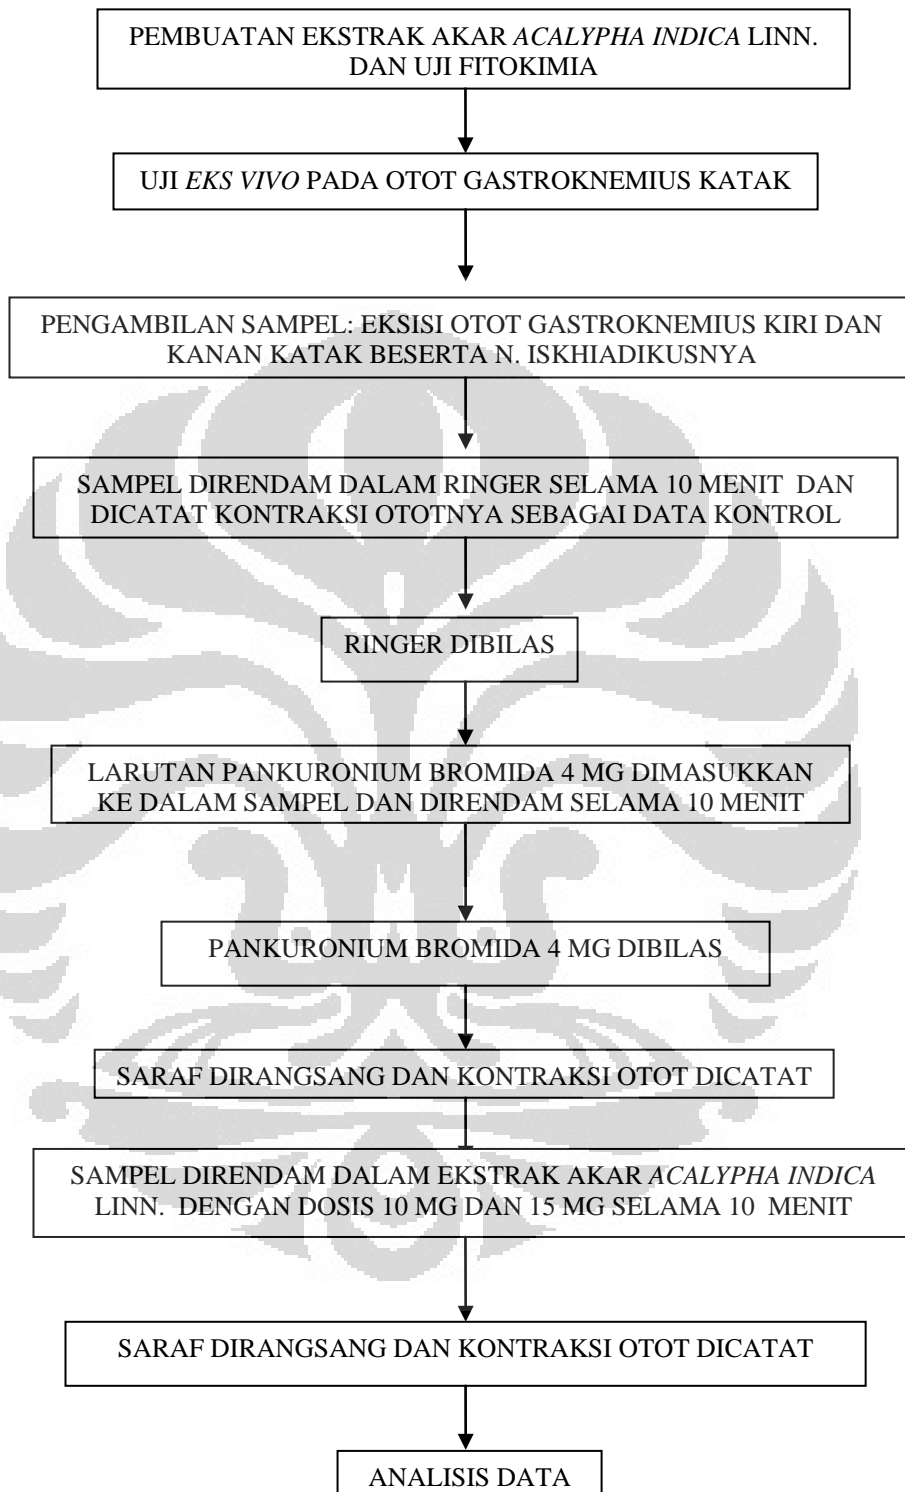 PEMBUATAN EKSTRAK AKAR ACALYPHA INDICA LINN.
DAN UJI FITOKIMIA
UJI EKS VIVO PADA OTOT GASTROKNEMIUS KATAK
PENGAMBILAN SAMPEL: EKSISI OTOT GASTROKNEMIUS KIRI DAN
KANAN KATAK BESERTA N. ISKHIADIKUSNYA
SAMPEL DIRENDAM DALAM RINGER SELAMA 10 MENIT DAN
DICATAT KONTRAKSI OTOTNYA SEBAGAI DATA KONTROL
RINGER DIBILAS
LARUTAN PANKURONIUM BROMIDA 4 MG DIMASUKKAN
KE DALAM SAMPEL DAN DIRENDAM SELAMA 10 MENIT
PANKURONIUM BROMIDA 4 MG DIBILAS
SARAF DIRANGSANG DAN KONTRAKSI OTOT DICATAT
SAMPEL DIRENDAM DALAM EKSTRAK AKAR ACALYPHA INDICA
LINN. DENGAN DOSIS 10 MG DAN 15 MG SELAMA 10 MENIT
SARAF DIRANGSANG DAN KONTRAKSI OTOT DICATAT
ANALISIS DATA